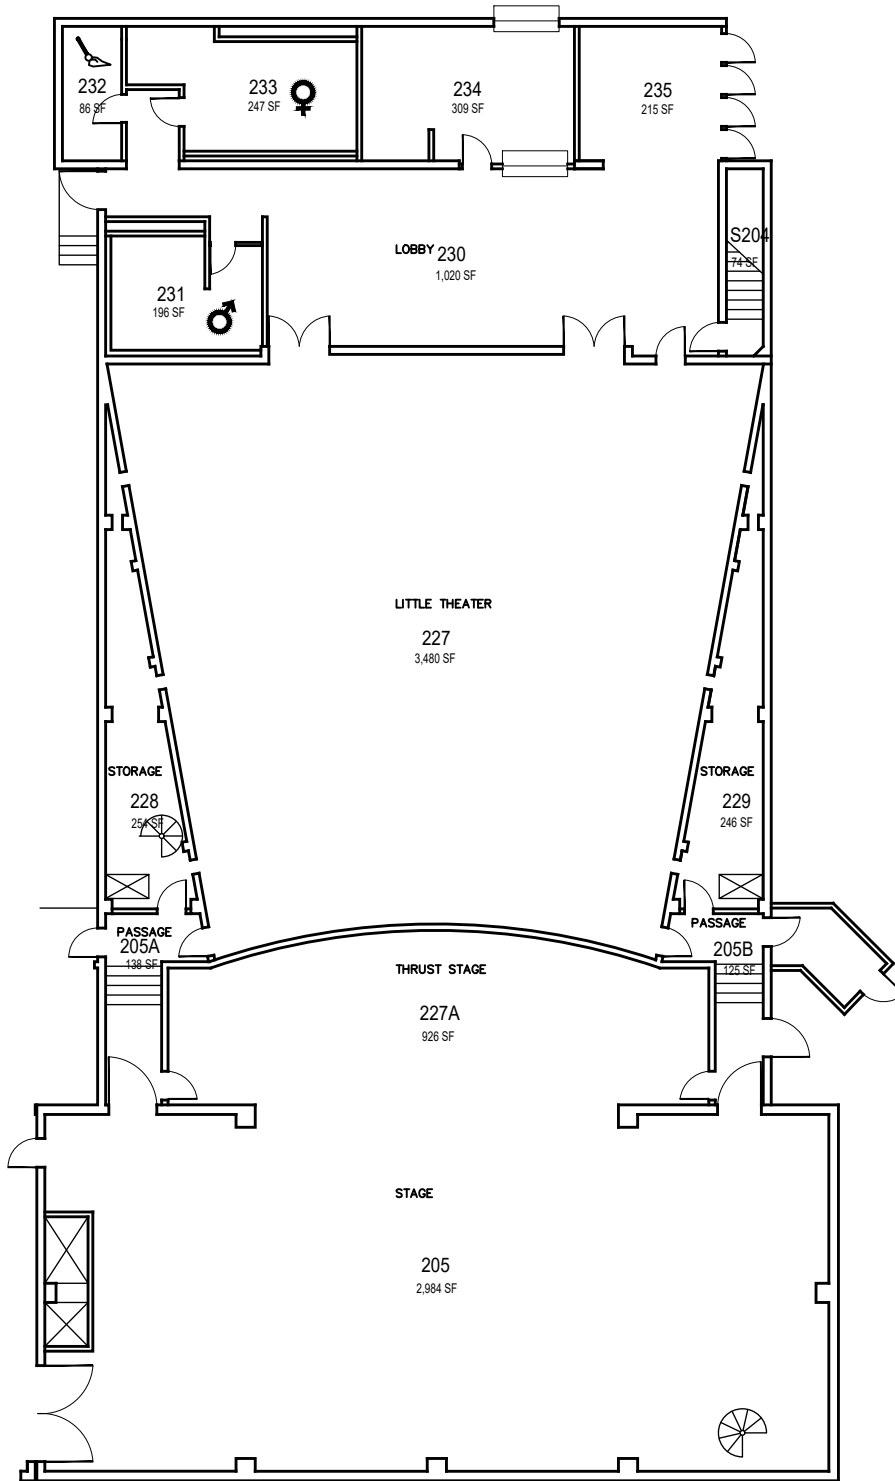 232
86 SF
233
247 SF
234
309 SF
235
215 SF
S204
74 SF
LOBBY 230
1,020 SF
231
196 SF
LITTLE THEATER
227
3,480 SF
STORAGE
228
254 SF
STORAGE
229
246 SF
PASSAGE
205A
138 SF
PASSAGE
205B
125 SF
THRUST STAGE
227A
926 SF
STAGE
205
2,984 SF